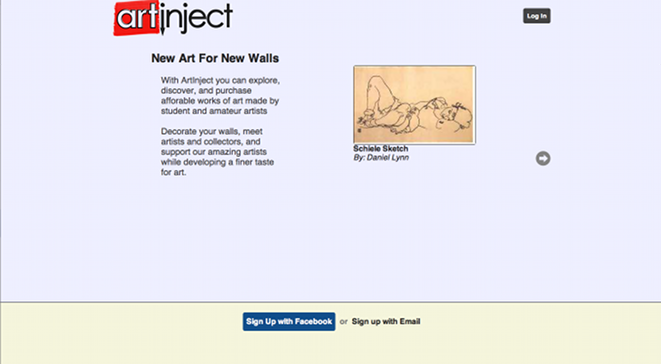 artinject
Log In
New Art For New Walls
With ArtInject you can explore,
discover, and purchase
afforable works of art made by
student and amateur artists
Decorate your walls, meet
artists and collectors, and
support our amazing artists
while developing a finer taste
for art.
Schiele Sketch
By: Daniel Lynn
Sign Up with Facebook or Sign up with Email